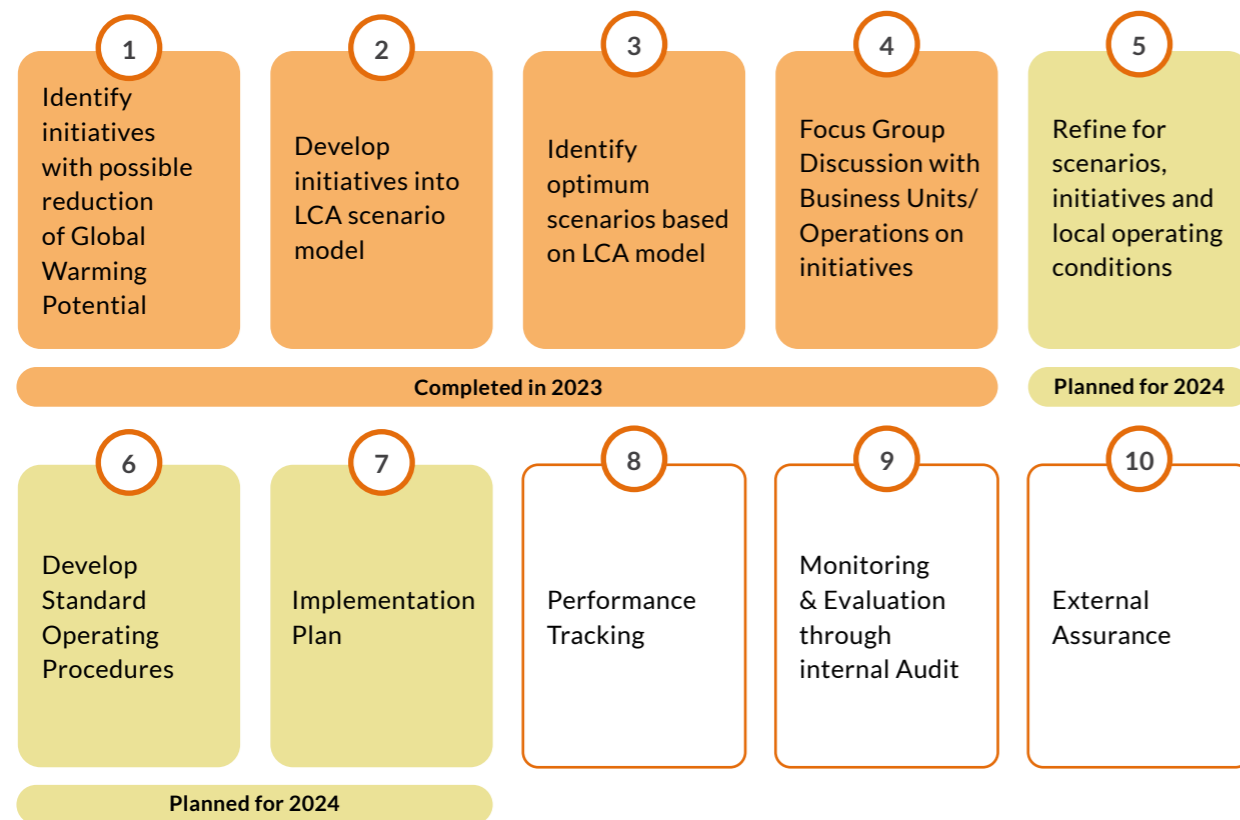 1
Identify
initiatives
with possible
reduction
of Global
Warming
Potential
2
Develop
initiatives into
LCA scenario
model
3
Identify
optimum
scenarios based
on LCA model
4
Focus Group
Discussion with
Business Units/
Operations on
initiatives
5
Refine for
scenarios,
initiatives and
local operating
conditions
Completed in 2023
Planned for 2024
6
Develop
Standard
Operating
Procedures
7
Implementation
Plan
8
Performance
Tracking
9
Monitoring
& Evaluation
through
internal Audit
10
External
Assurance
Planned for 2024